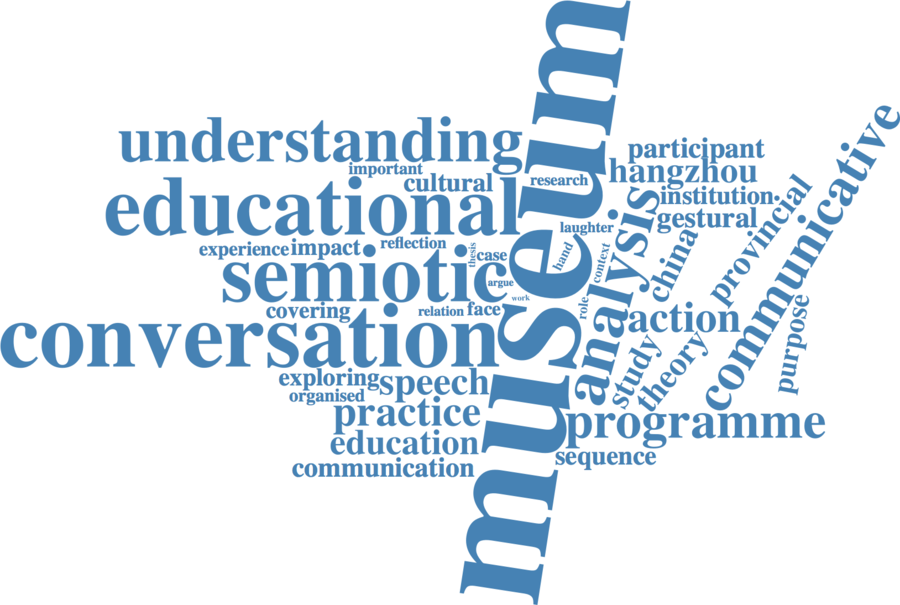 museum
understanding
important
cultural
research
educational
experience
impact
reflection
laughter
semiotic
thesis
case
argue
hand
context
work
role
covering
relation
face
conversation
exploring
speech
organised
practice
education
communication
participant
hangzhou
institution
gestural
analysis
china
provincial
communicative
action
study
theory
purpose
programme
sequence